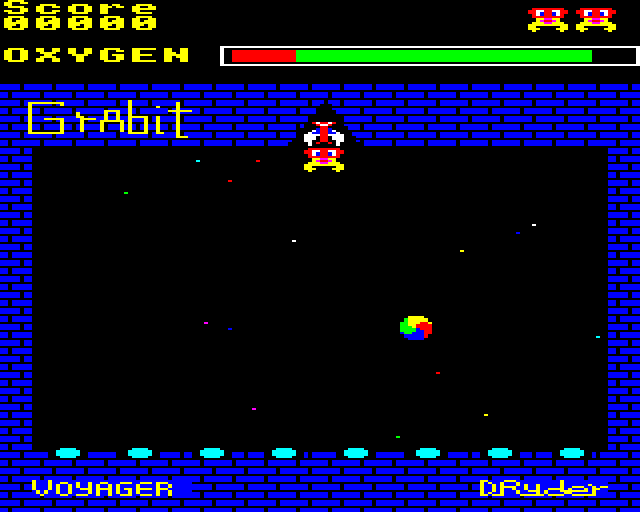 Score
00000
OXYGEN
GrAbit
VOYAGER
DRyder